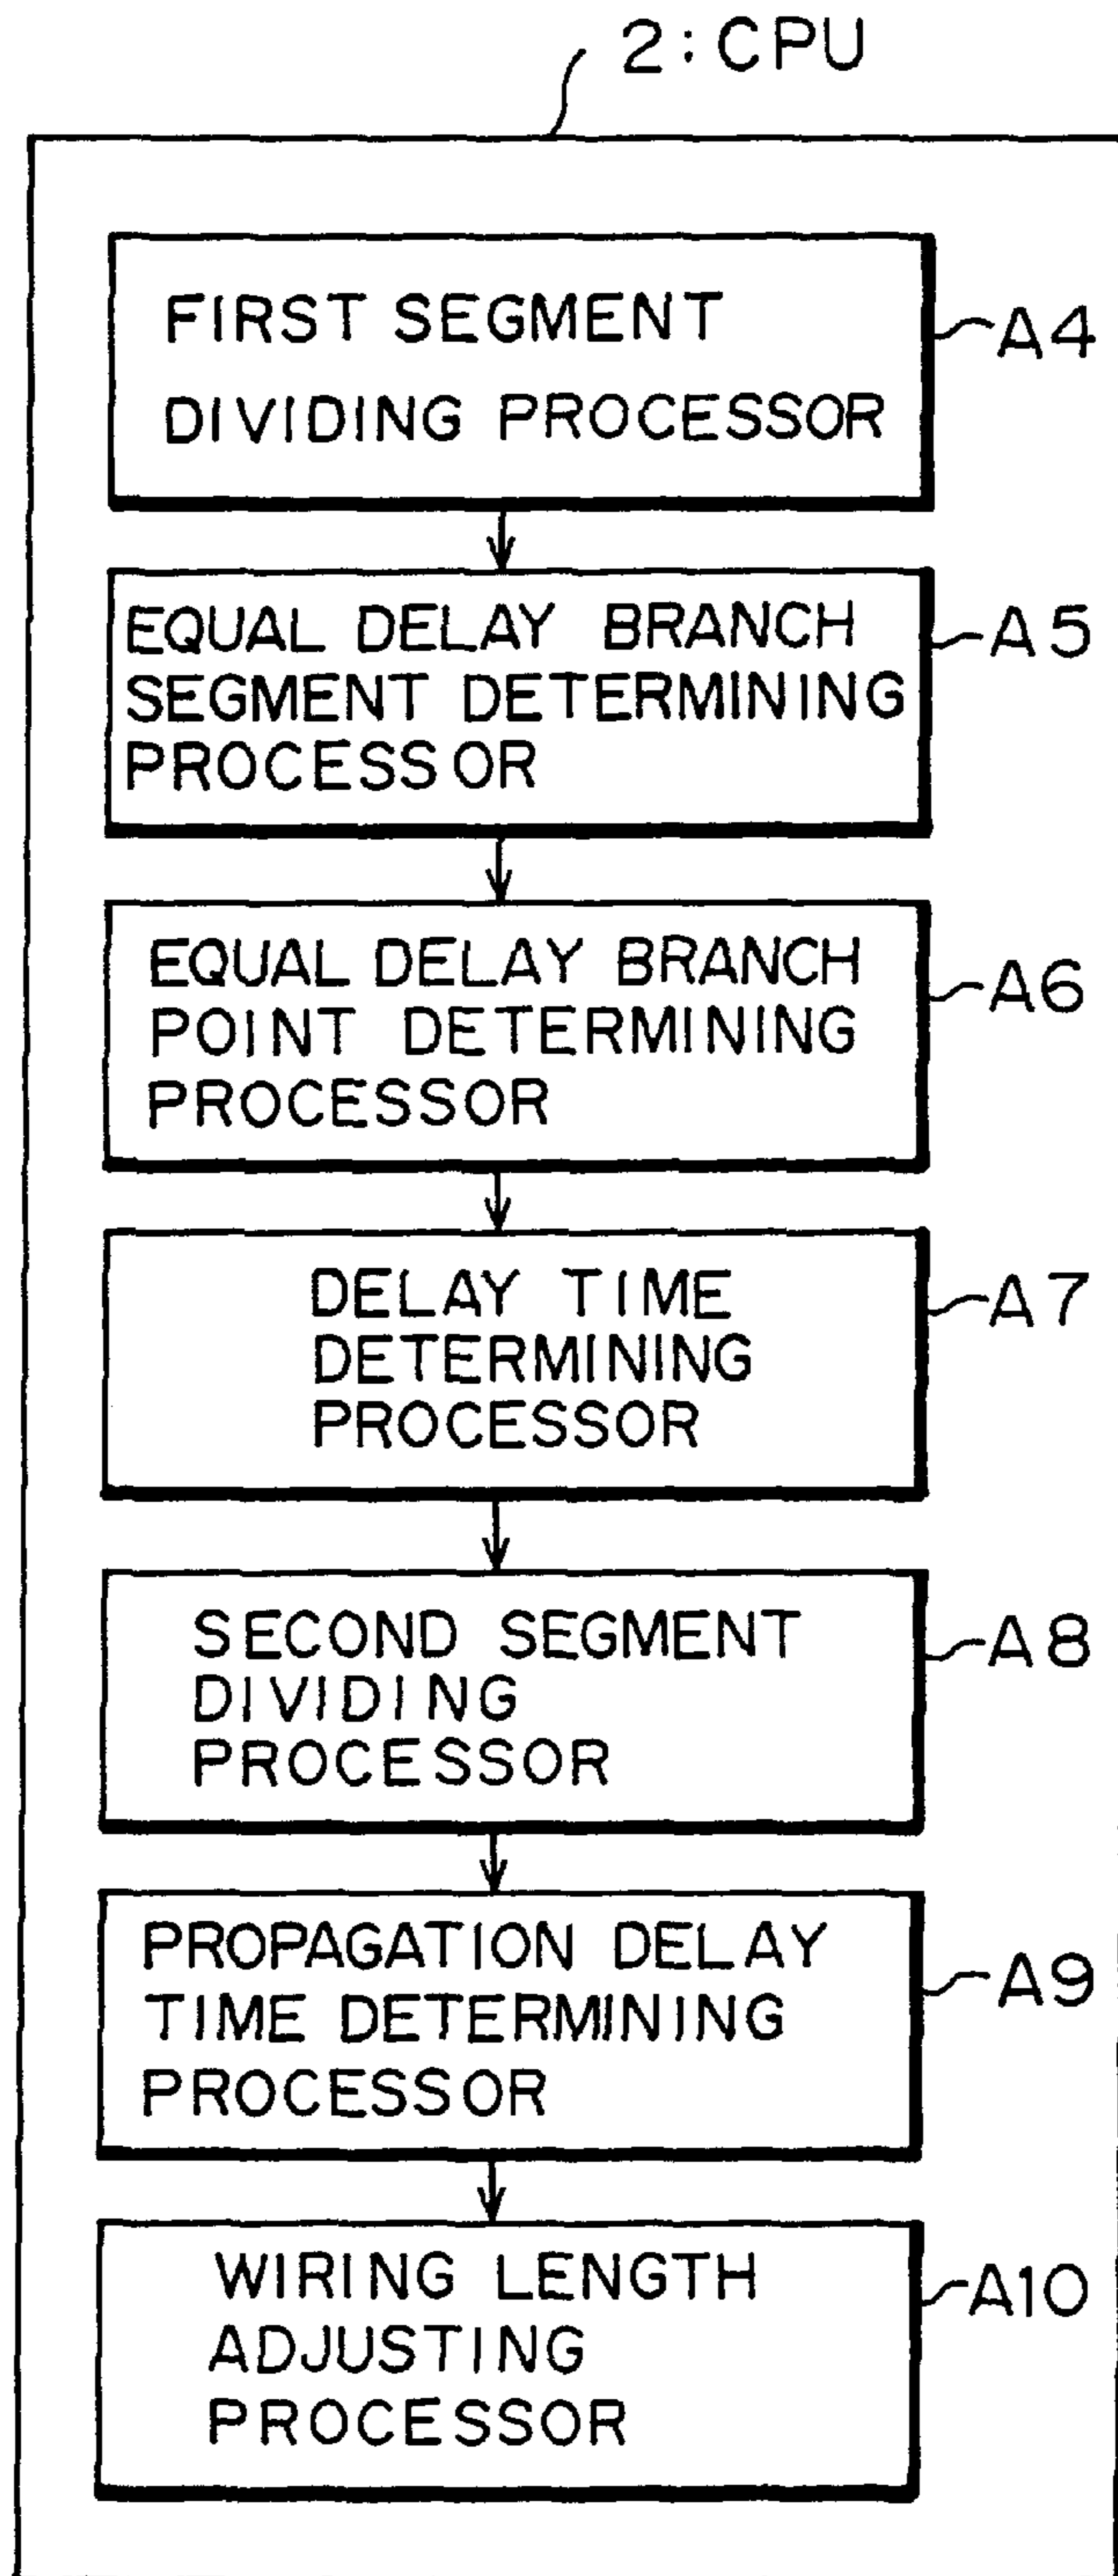 2:CPU
FIRST SEGMENT
DIVIDING PROCESSOR
A4
EQUAL DELAY BRANCH
SEGMENT DETERMINING
PROCESSOR
A5
EQUAL DELAY BRANCH
POINT DETERMINING
PROCESSOR
A6
DELAY TIME
DETERMINING
PROCESSOR
A7
SECOND SEGMENT
DIVIDING
PROCESSOR
A8
PROPAGATION DELAY
TIME DETERMINING
PROCESSOR
A9
WIRING LENGTH
ADJUSTING
PROCESSOR
A10